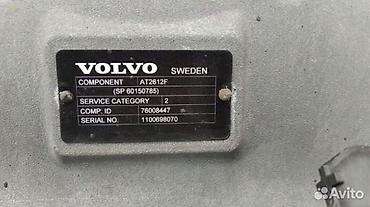 VOLVO SWEDEN
COMPONENT AT2612F
(SP 60150785)
SERVICE CATEGORY 2
COMP. ID 76008447
SERIAL NO. 1100698070
Avito